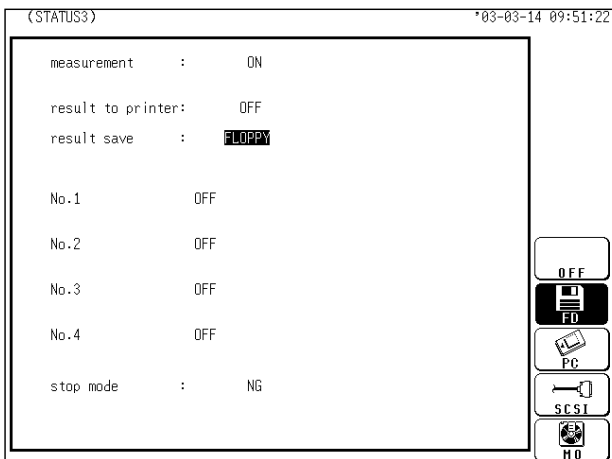 (STATUS3) '03-03-14 09:51:22
measurement : ON
result to printer: OFF
result save : FLOPPY
No.1 OFF
No.2 OFF
No.3 OFF
No.4 OFF
stop mode : NG
OFF
FD
PC
SCSI
MO